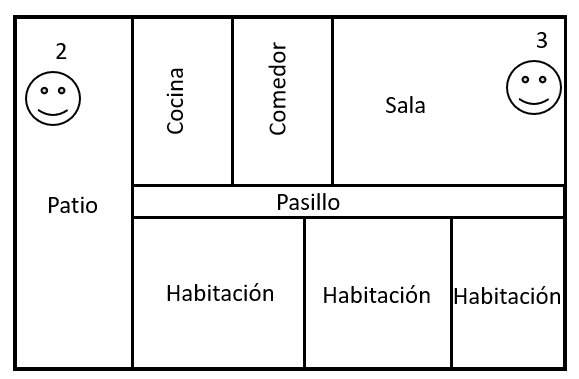 2
3
Cocina
Comedor
Sala
Patio
Pasillo
Habitación
Habitación
Habitación